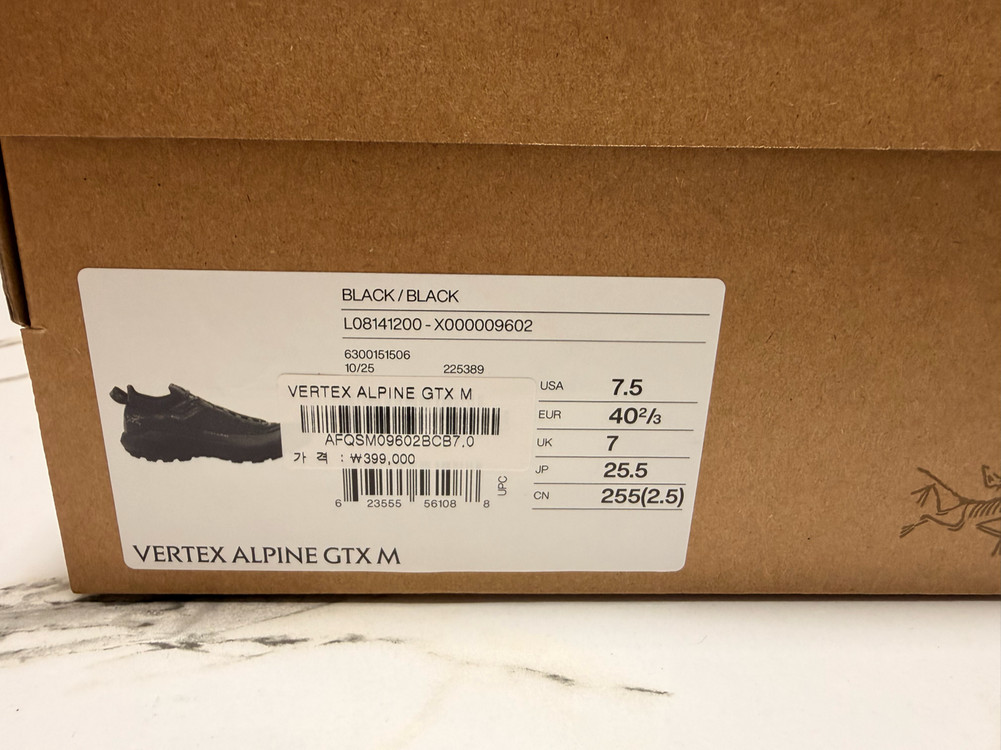 BLACK / BLACK
L08141200 - X000009602
6300151506
10/25 225389
VERTEX ALPINE GTX M
AFQSM09602BCB7.0
가 격 : ₩399,000
6 23555 56108 8
UPC
USA 7.5
EUR 40²/₃
UK 7
JP 25.5
CN 255(2.5)
VERTEX ALPINE GTX M